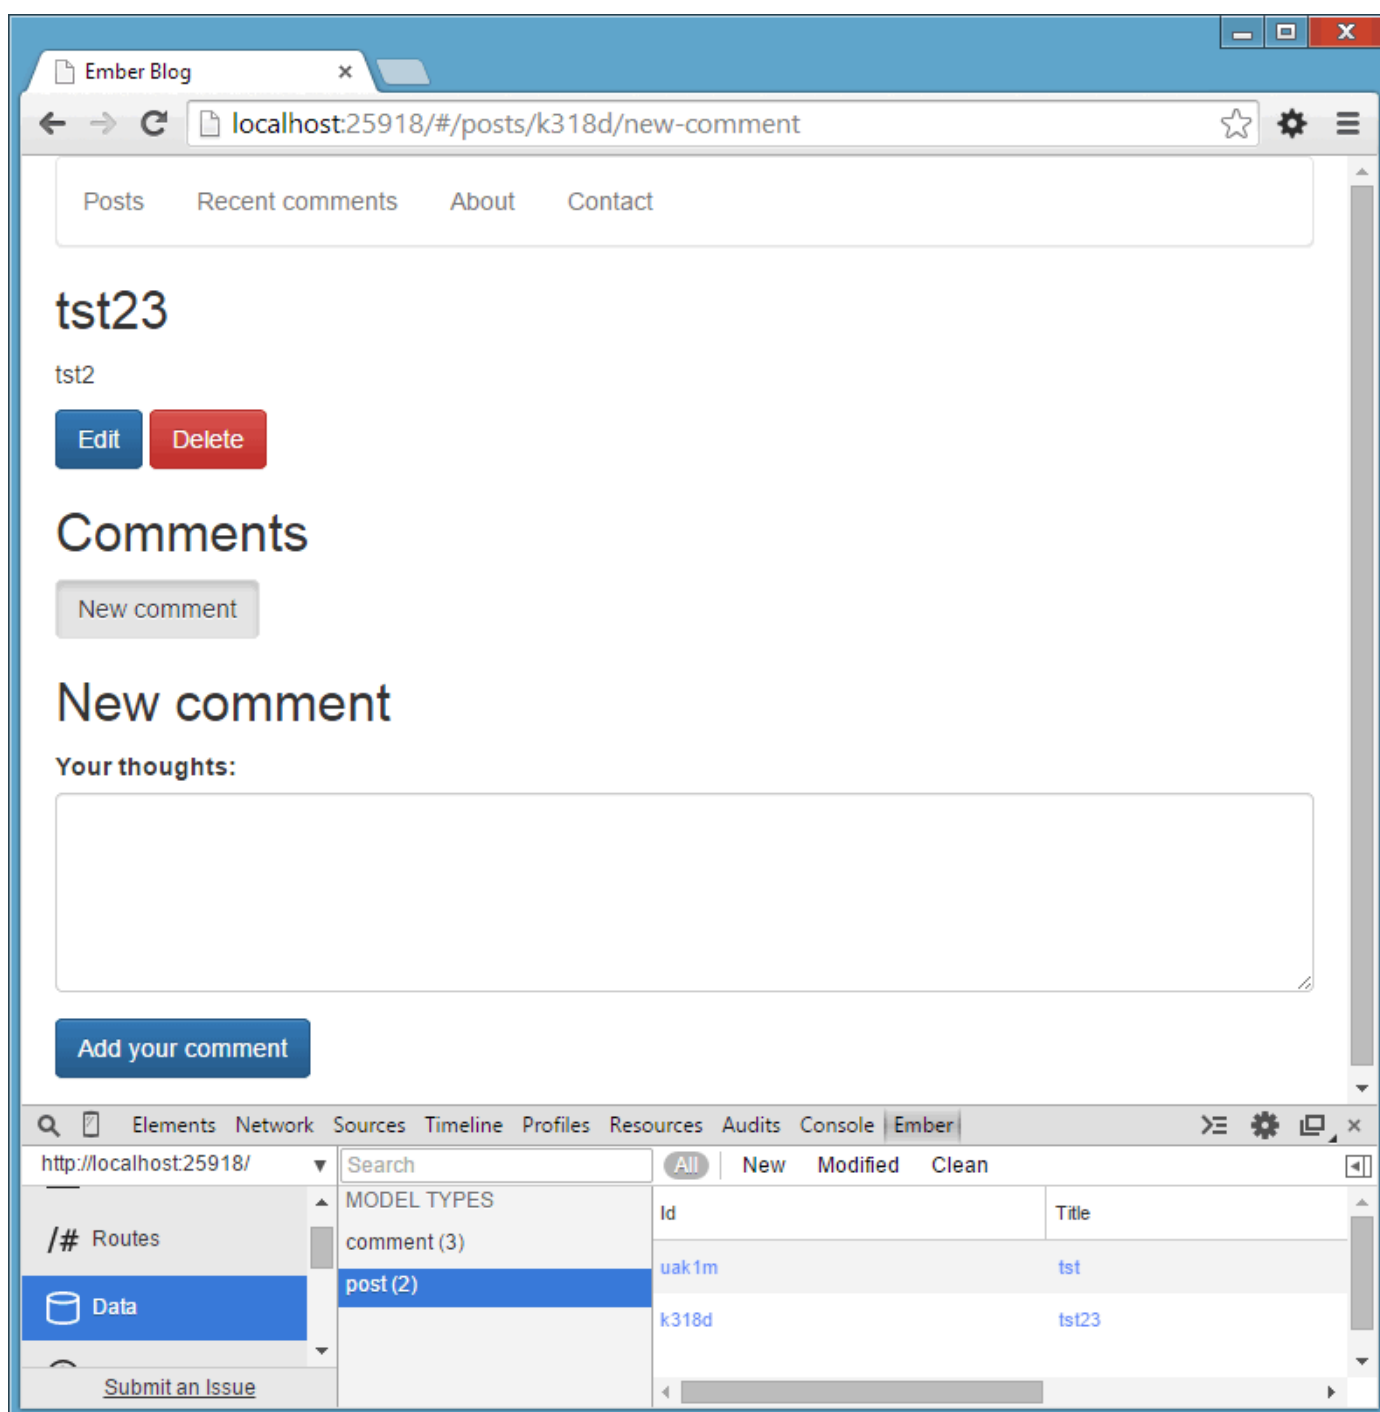 Ember Blog
localhost:25918/#/posts/k318d/new-comment
Posts Recent comments About Contact
tst23
tst2
Edit Delete
Comments
New comment
New comment
Your thoughts:
Add your comment
Elements Network Sources Timeline Profiles Resources Audits Console Ember
http://localhost:25918/ Search All New Modified Clean
MODEL TYPES Id Title
/# Routes comment (3)
uak1m tst
post (2)
Data
k318d tst23
Submit an Issue